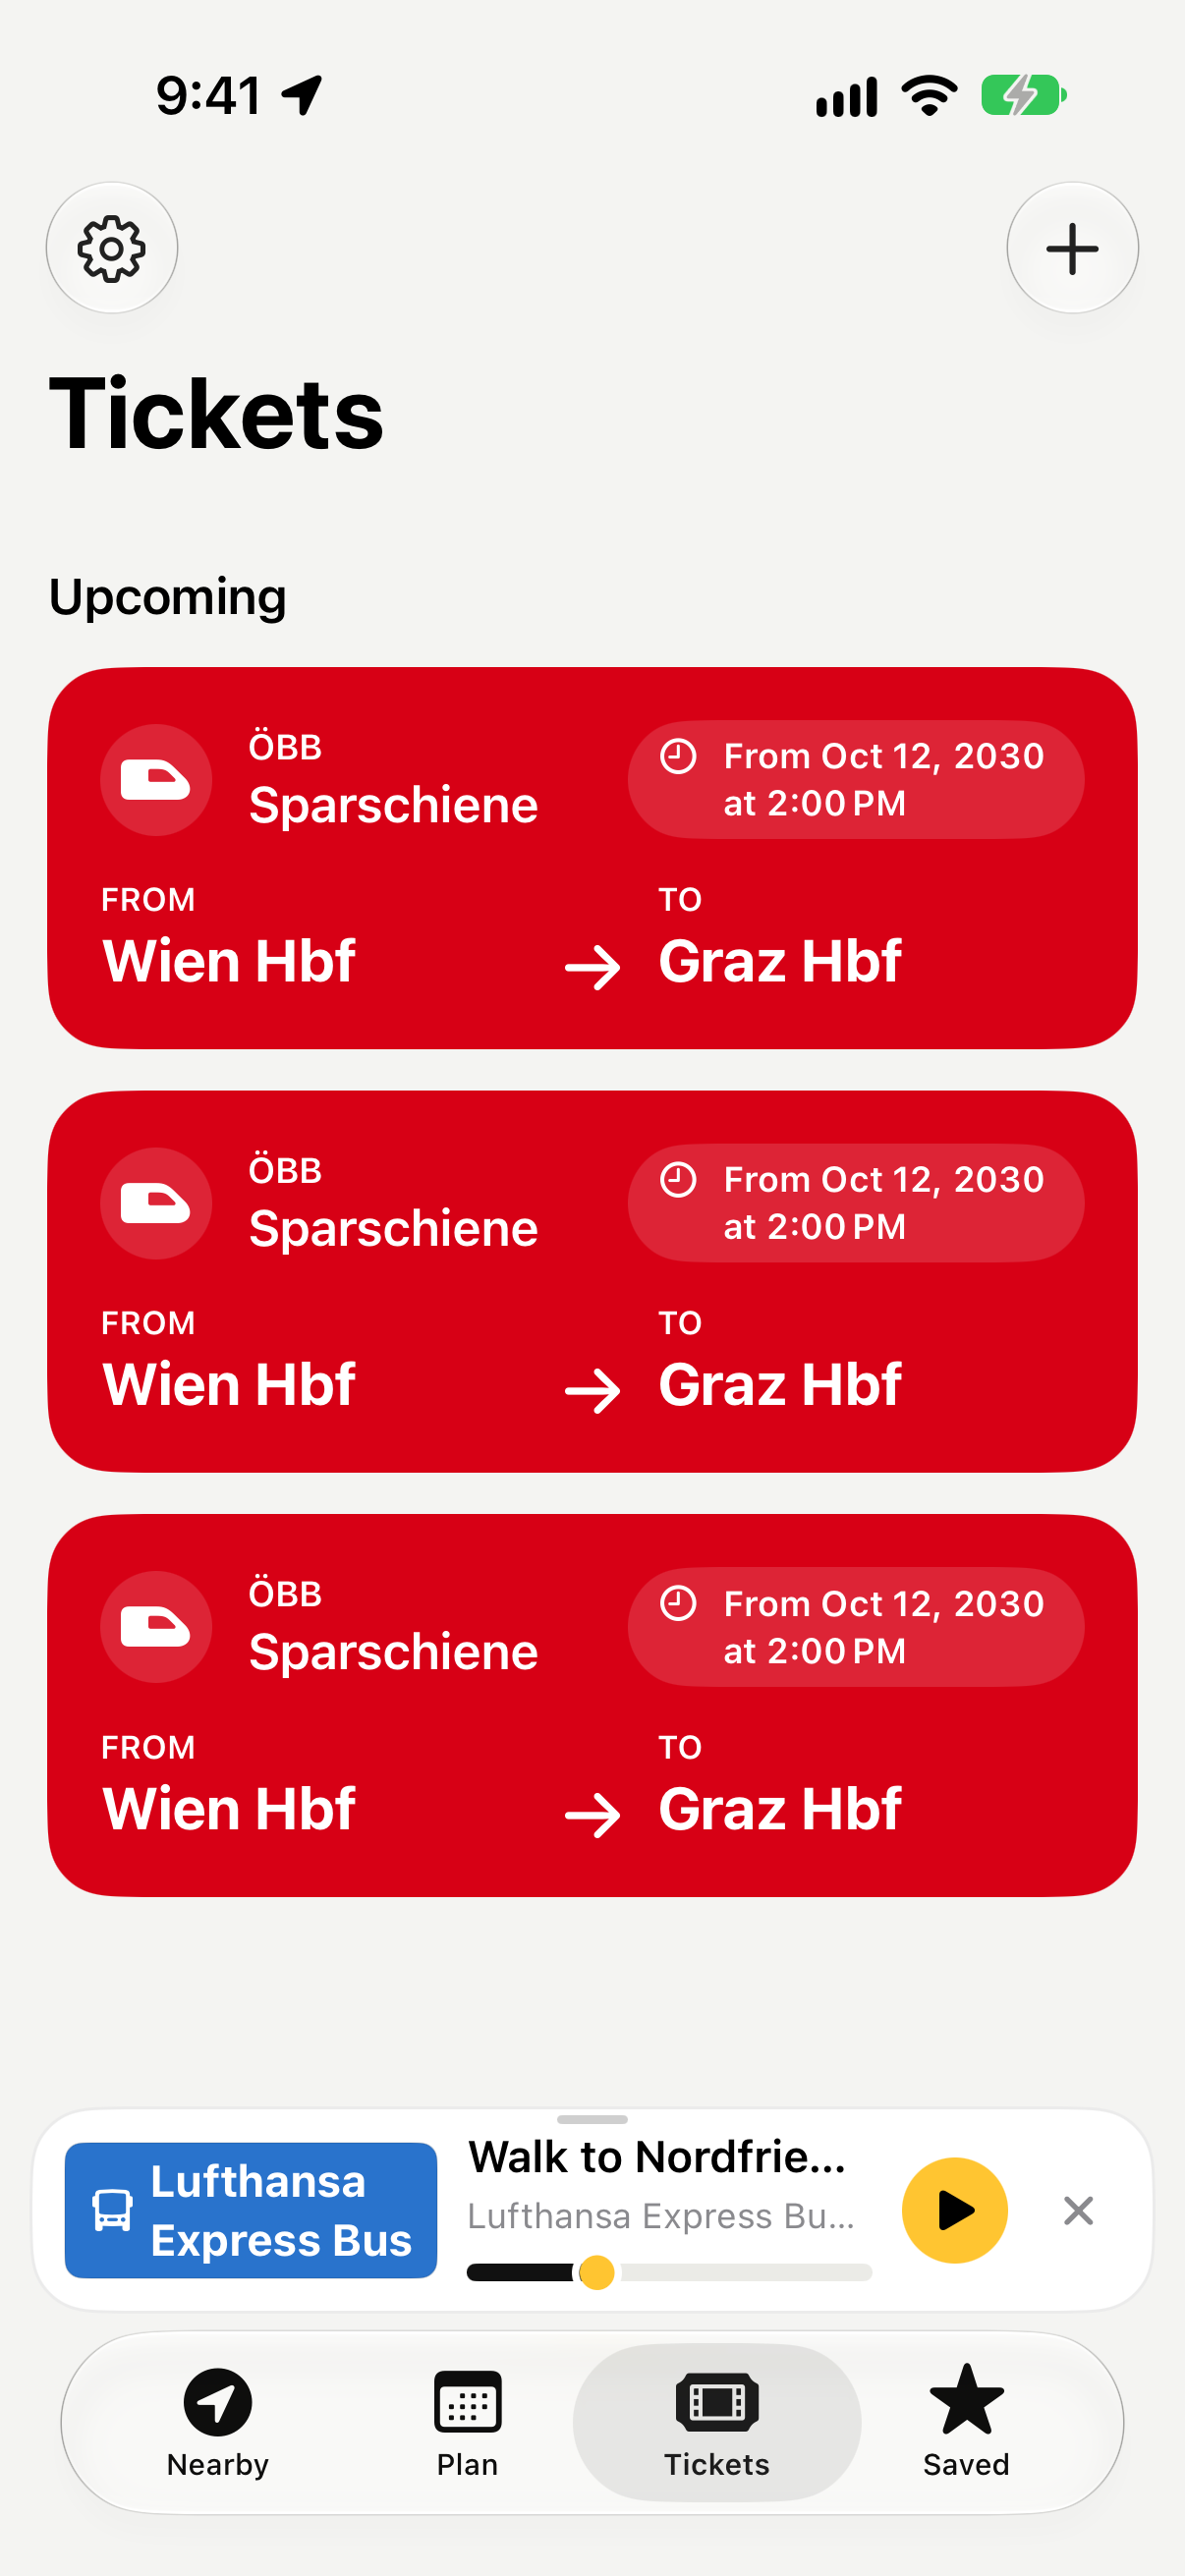 9:41
Tickets
Upcoming
ÖBB
Sparschiene
From Oct 12, 2030
at 2:00 PM
FROM
Wien Hbf
TO
Graz Hbf
ÖBB
Sparschiene
From Oct 12, 2030
at 2:00 PM
FROM
Wien Hbf
TO
Graz Hbf
ÖBB
Sparschiene
From Oct 12, 2030
at 2:00 PM
FROM
Wien Hbf
TO
Graz Hbf
Lufthansa
Express Bus
Walk to Nordfrie...
Lufthansa Express Bu...
Nearby
Plan
Tickets
Saved